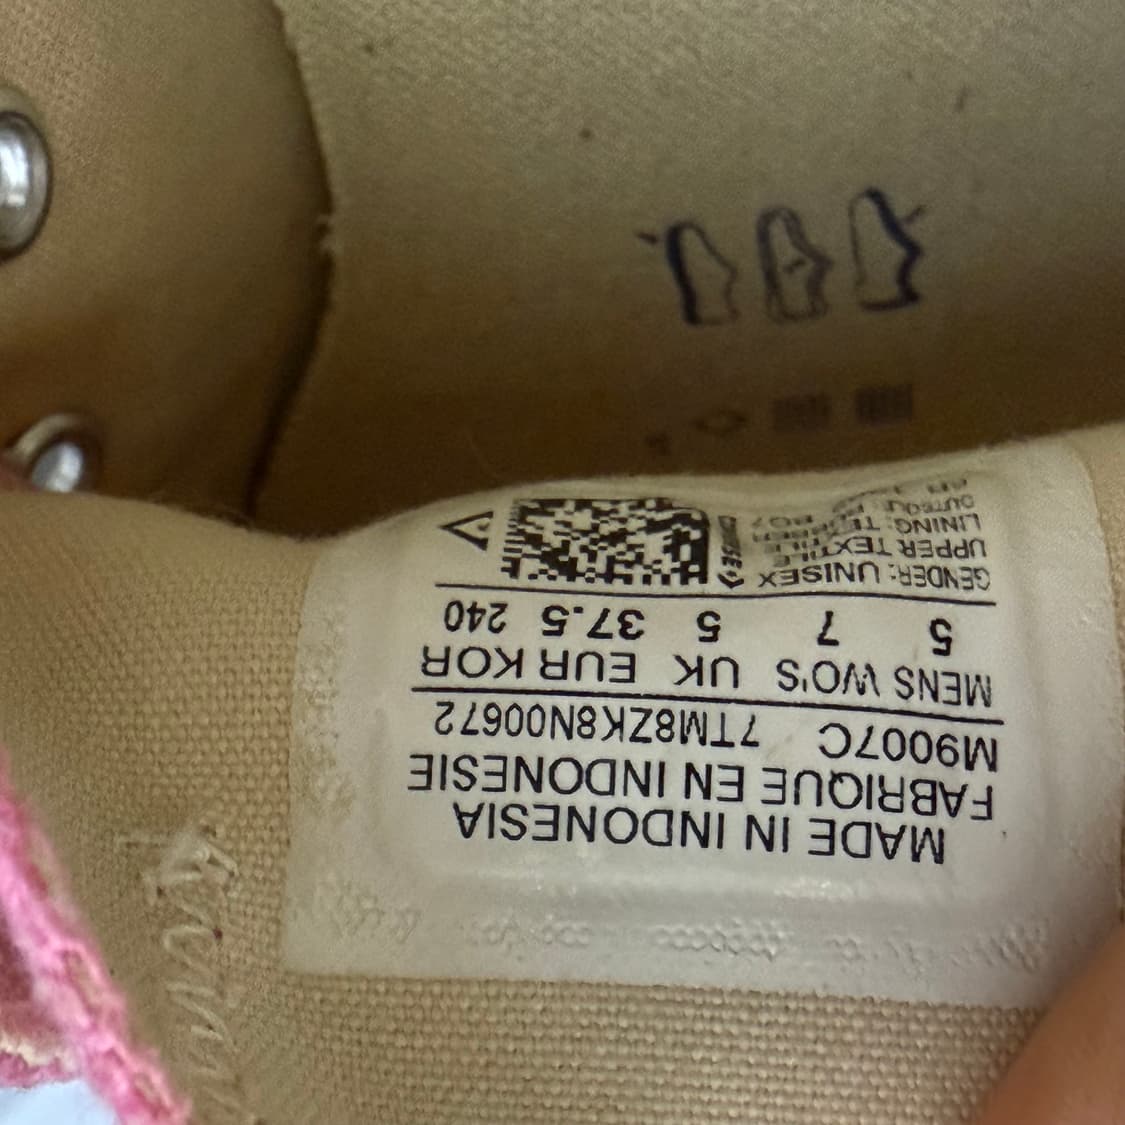 MADE IN INDONESIA
FABRIQUE EN INDONESIE
M9007C 7TM8ZK8N00672
MENS WO'S UK EUR KOR
5 7 5 37.5 240
GENDER: UNISEX
UPPER TEXTILE
LINING: TEXTILE